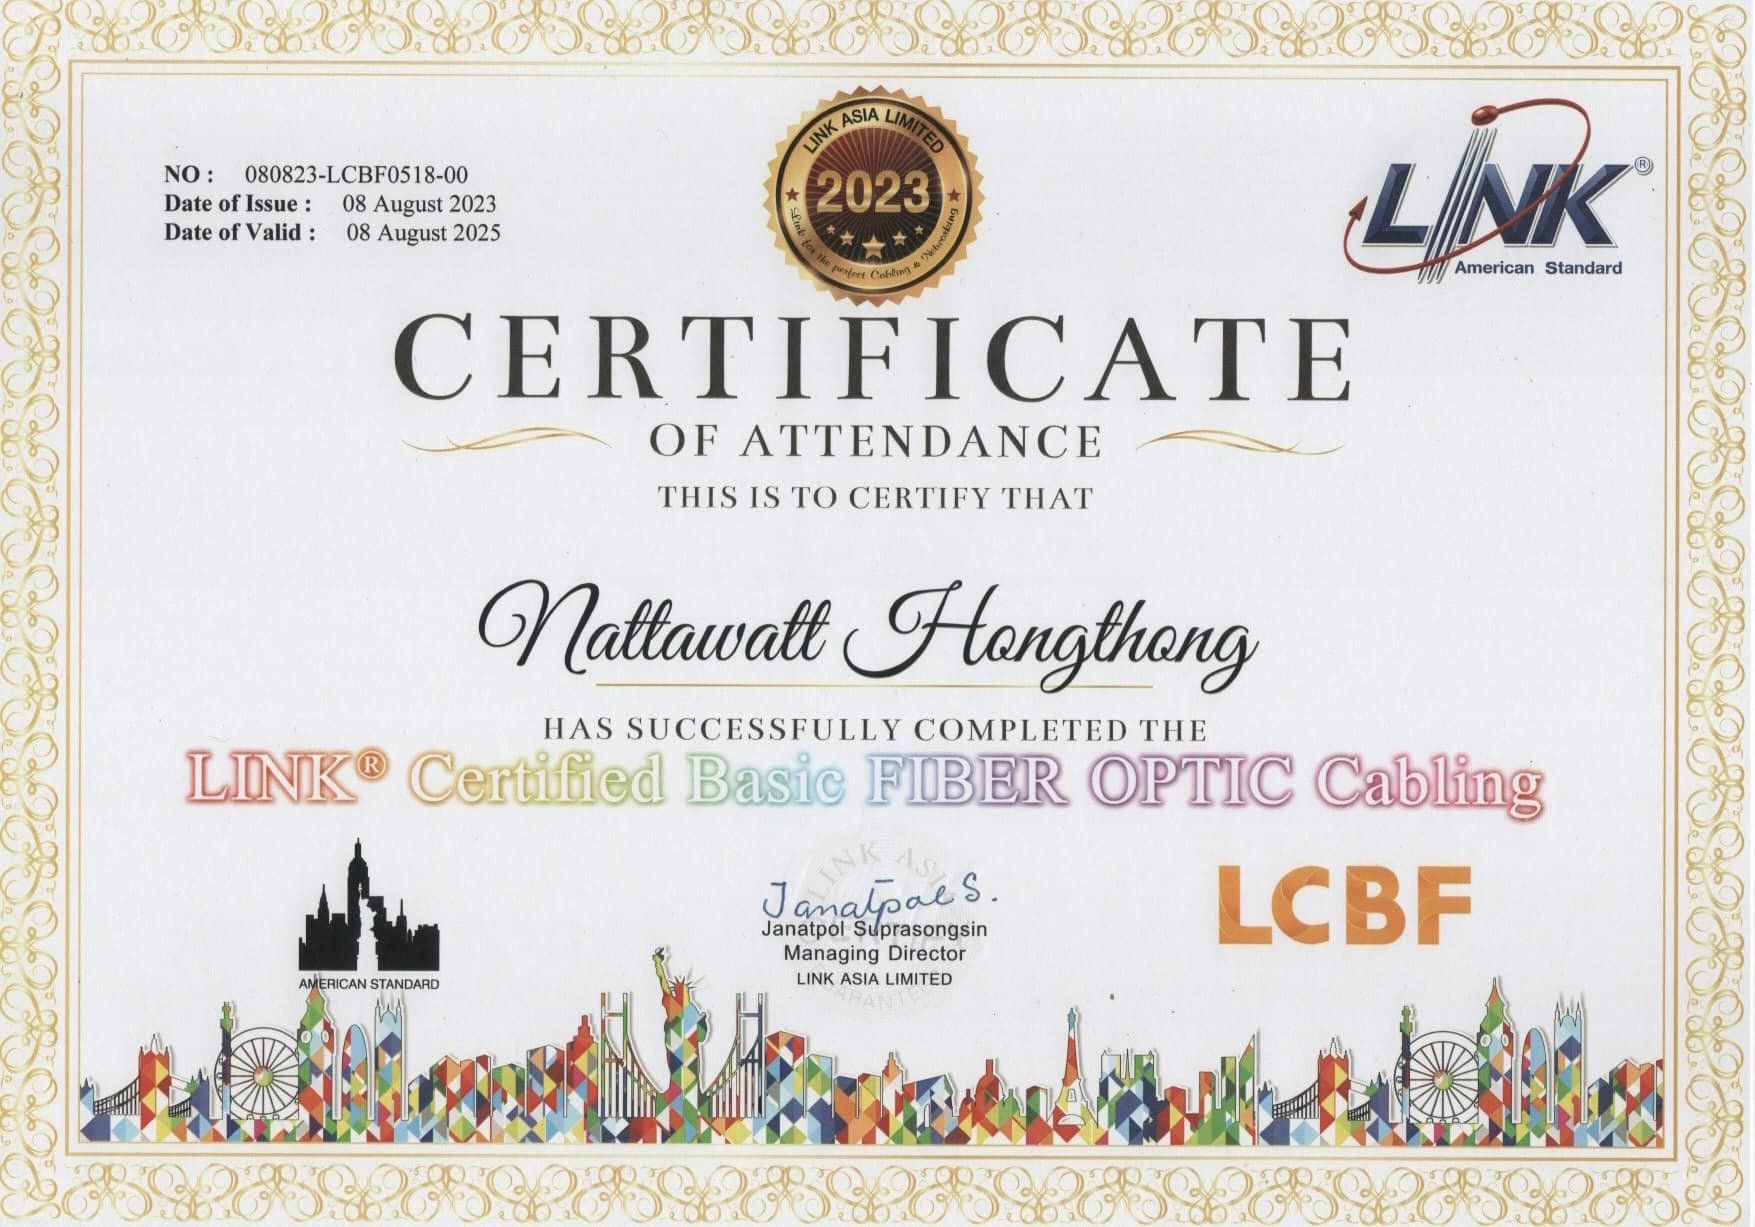 LINK ASIA LIMITED
2023
Link for the perfect Cabling & Networking
NO : 080823-LCBF0518-00
Date of Issue : 08 August 2023
Date of Valid : 08 August 2025
LINK®
American Standard
CERTIFICATE
OF ATTENDANCE
THIS IS TO CERTIFY THAT
Nattawatt Hongthong
HAS SUCCESSFULLY COMPLETED THE
LINK® Certified Basic FIBER OPTIC Cabling
AMERICAN STANDARD
LINK ASIA
Janatpol S.
Janatpol Suprasongsin
Managing Director
LINK ASIA LIMITED
LCBF